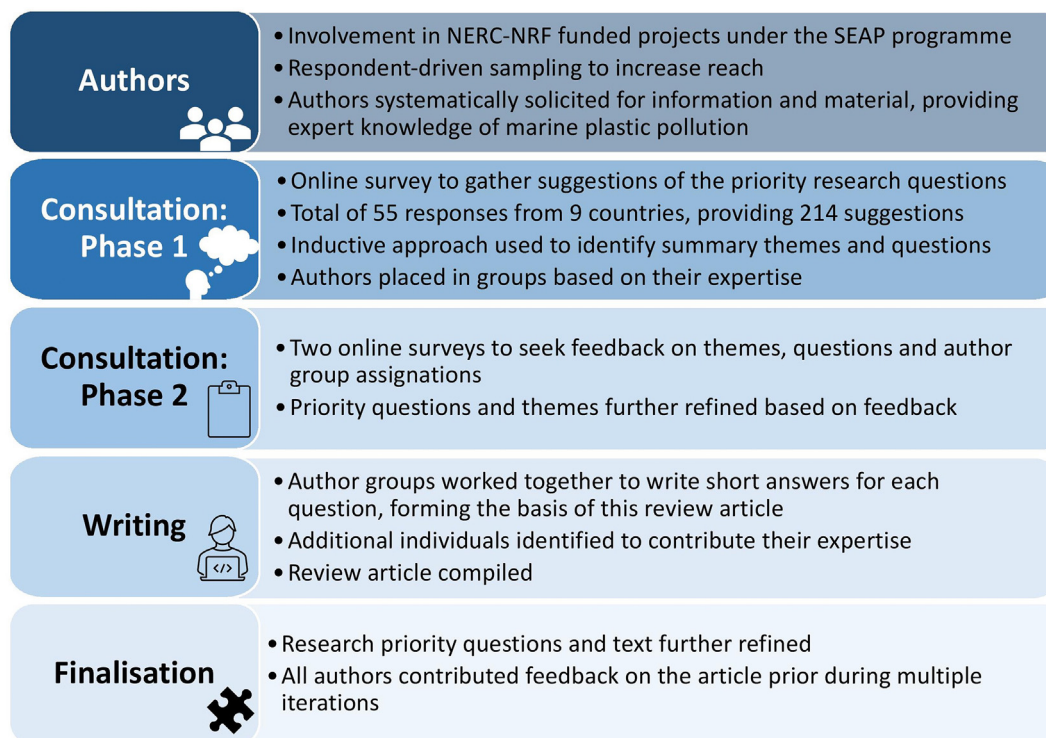 Authors
• Involvement in NERC-NRF funded projects under the SEAP programme
• Respondent-driven sampling to increase reach
• Authors systematically solicited for information and material, providing
expert knowledge of marine plastic pollution
Consultation:
Phase 1
• Online survey to gather suggestions of the priority research questions
• Total of 55 responses from 9 countries, providing 214 suggestions
• Inductive approach used to identify summary themes and questions
• Authors placed in groups based on their expertise
Consultation:
Phase 2
• Two online surveys to seek feedback on themes, questions and author
group assignations
• Priority questions and themes further refined based on feedback
Writing
</>
• Author groups worked together to write short answers for each
question, forming the basis of this review article
• Additional individuals identified to contribute their expertise
• Review article compiled
Finalisation
• Research priority questions and text further refined
• All authors contributed feedback on the article prior during multiple
iterations